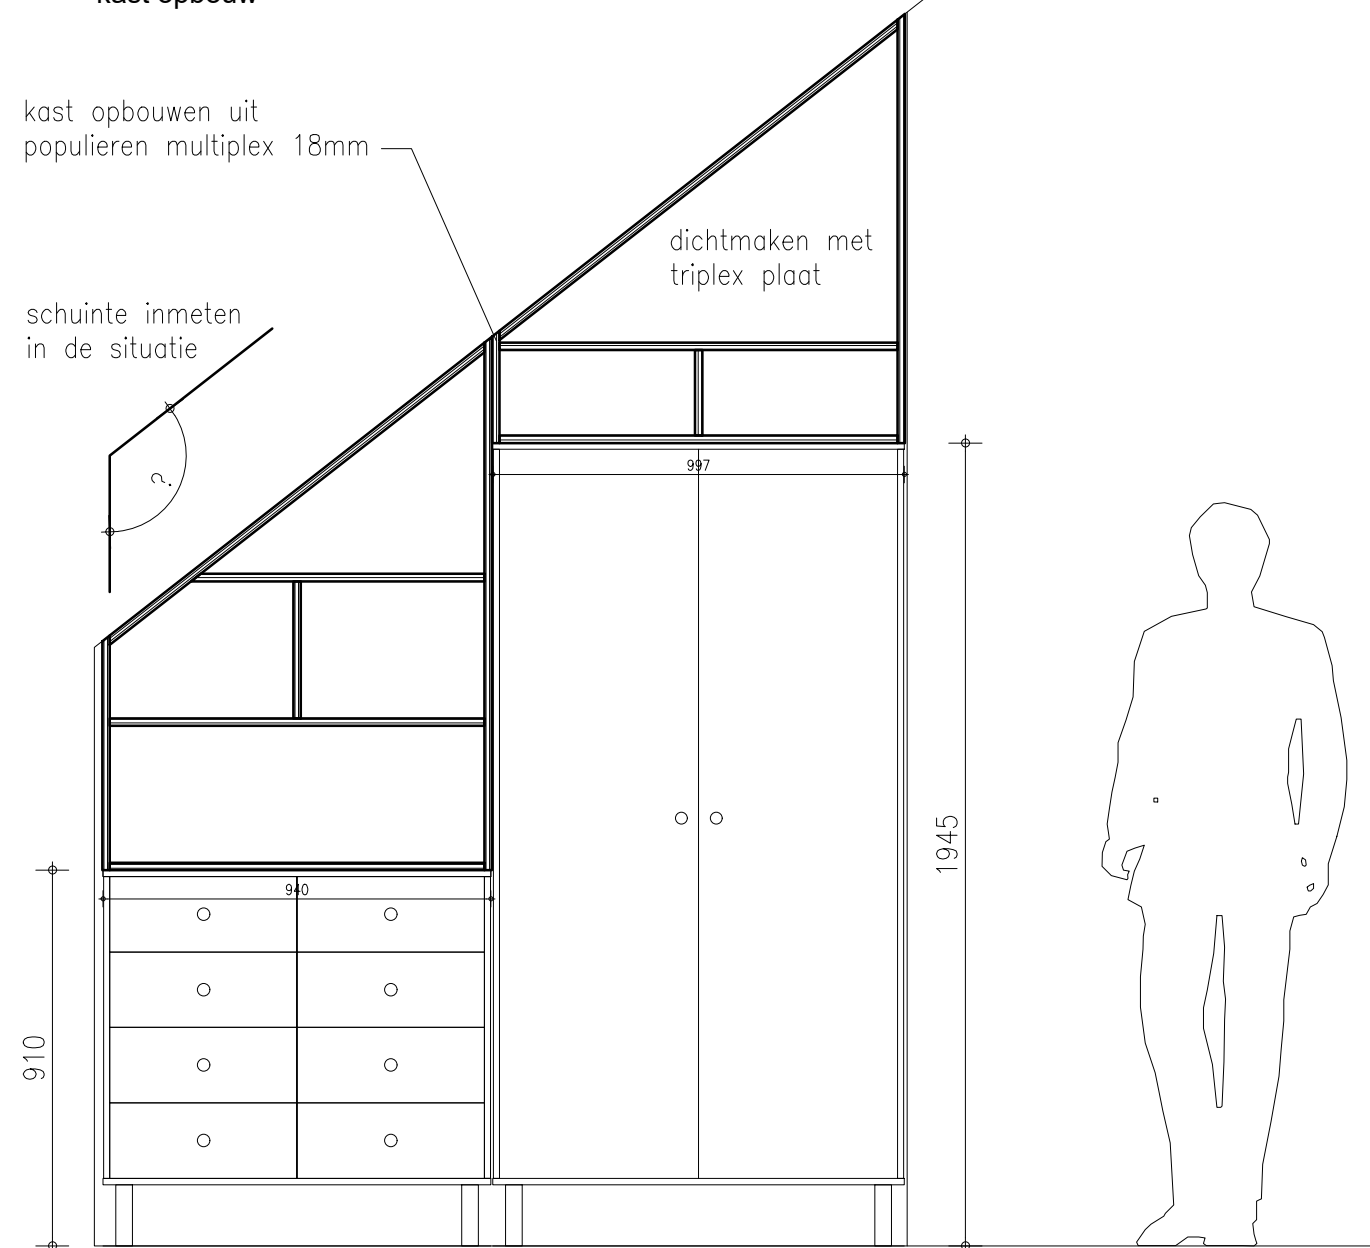 kast opbouw
kast opbouwen uit
populieren multiplex 18mm
dichtmaken met
triplex plaat
schuinte inmeten
in de situatie
?
997
1945
940
910